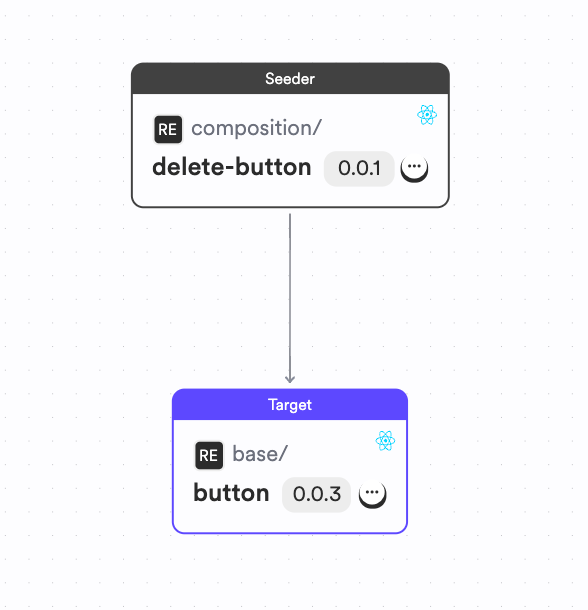 Seeder
RE composition/
delete-button 0.0.1
Target
RE base/
button 0.0.3